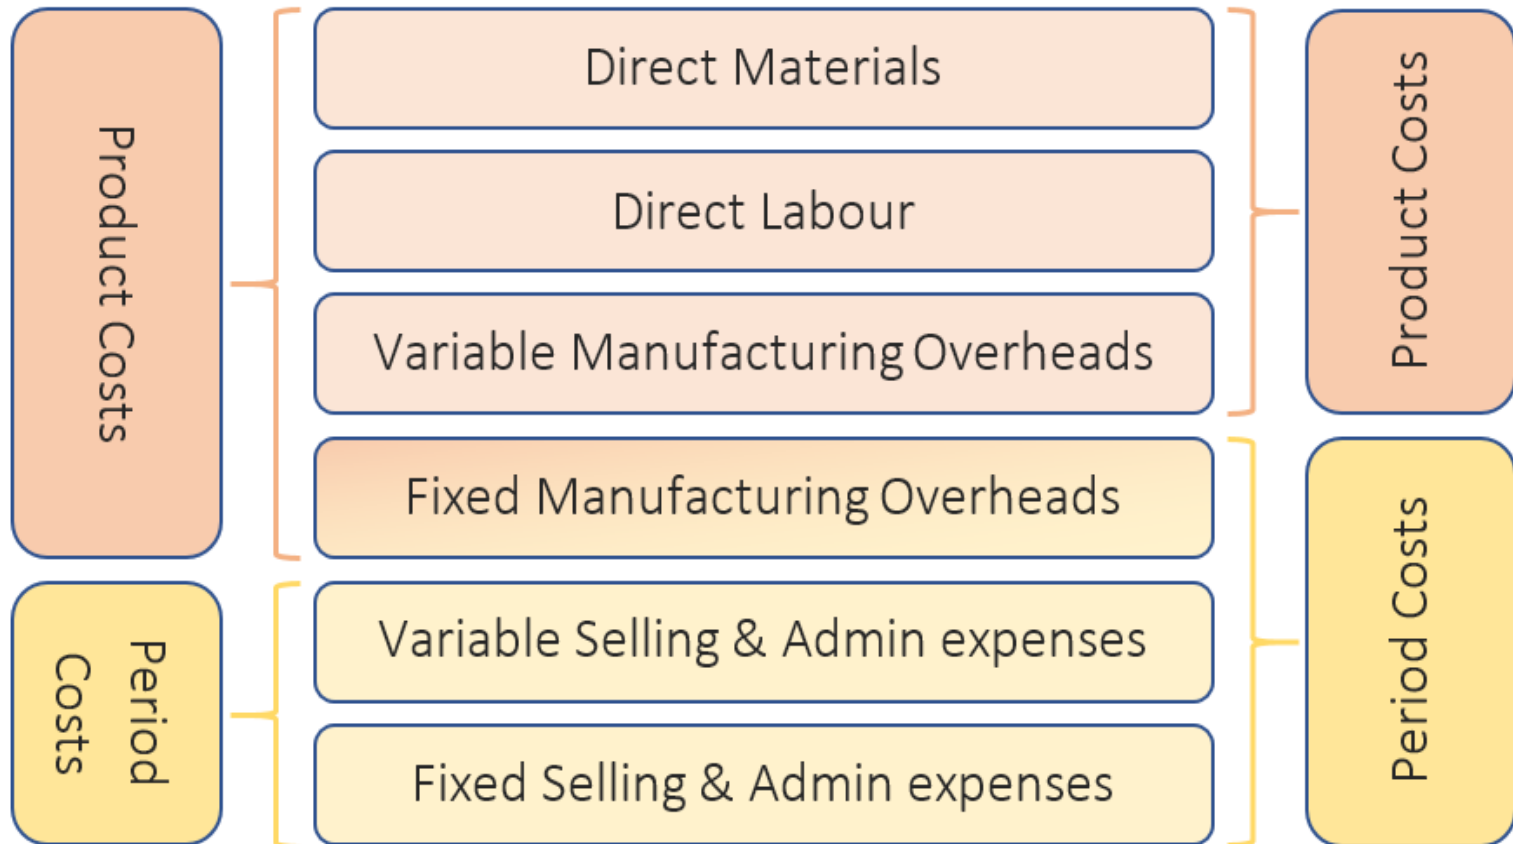 Product Costs
Period
Costs
Direct Materials
Direct Labour
Variable Manufacturing Overheads
Fixed Manufacturing Overheads
Variable Selling & Admin expenses
Fixed Selling & Admin expenses
Product Costs
Period Costs